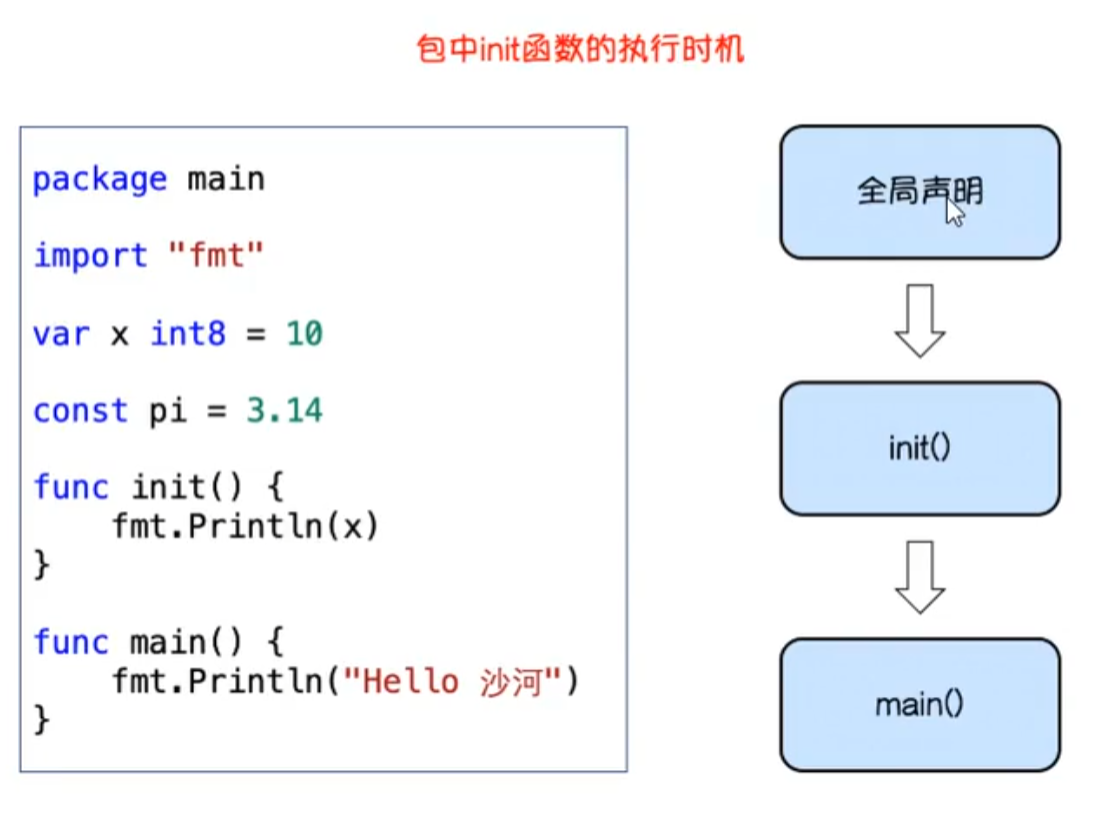 包中init函数的执行时机
package main
import "fmt"
var x int8 = 10
const pi = 3.14
func init() {
    fmt.Println(x)
}
func main() {
    fmt.Println("Hello 沙河")
}
全局声明
init()
main()